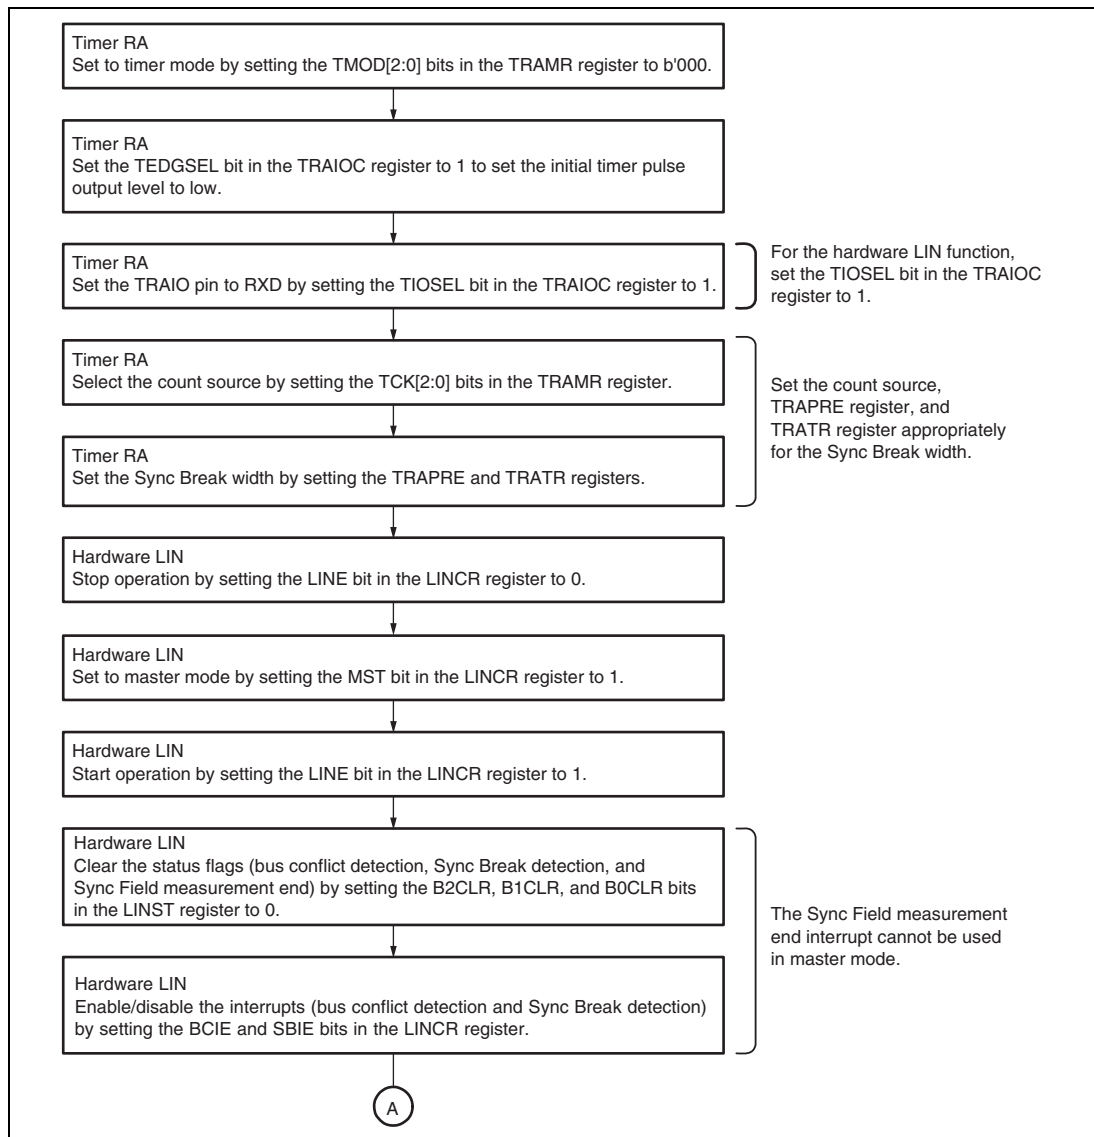 Timer RA
Set to timer mode by setting the TMOD[2:0] bits in the TRAMR register to b'000.
Timer RA
Set the TEDGSEL bit in the TRAIOC register to 1 to set the initial timer pulse
output level to low.
Timer RA
Set the TRAIO pin to RXD by setting the TIOSEL bit in the TRAIOC register to 1.
For the hardware LIN function,
set the TIOSEL bit in the TRAIOC
register to 1.
Timer RA
Select the count source by setting the TCK[2:0] bits in the TRAMR register.
Timer RA
Set the Sync Break width by setting the TRAPRE and TRATR registers.
Set the count source,
TRAPRE register, and
TRATR register appropriately
for the Sync Break width.
Hardware LIN
Stop operation by setting the LINE bit in the LINCR register to 0.
Hardware LIN
Set to master mode by setting the MST bit in the LINCR register to 1.
Hardware LIN
Start operation by setting the LINE bit in the LINCR register to 1.
Hardware LIN
Clear the status flags (bus conflict detection, Sync Break detection, and
Sync Field measurement end) by setting the B2CLR, B1CLR, and B0CLR bits
in the LINST register to 0.
Hardware LIN
Enable/disable the interrupts (bus conflict detection and Sync Break detection)
by setting the BCIE and SBIE bits in the LINCR register.
The Sync Field measurement
end interrupt cannot be used
in master mode.
A